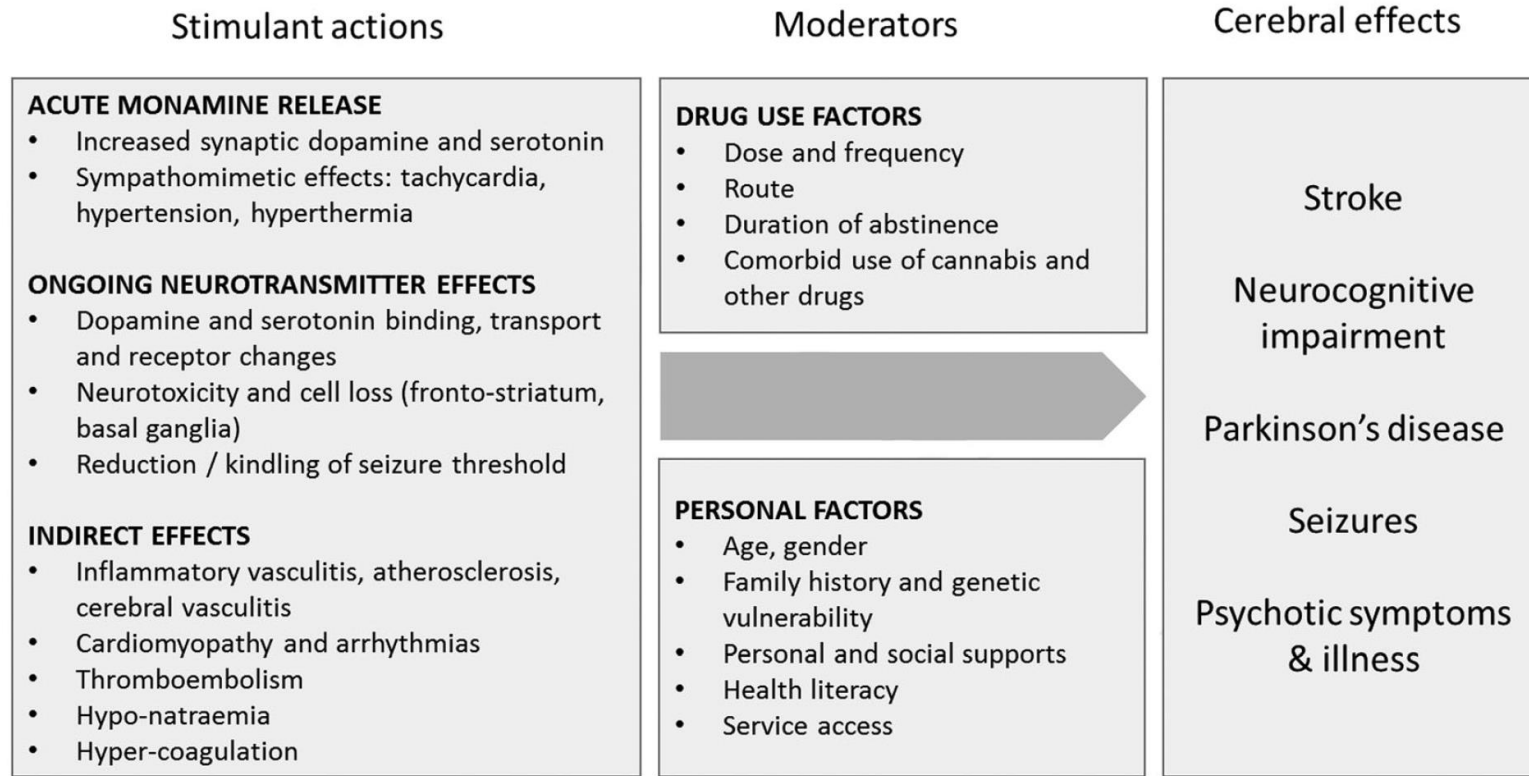 Stimulant actions
Moderators
Cerebral effects
ACUTE MONAMINE RELEASE
• Increased synaptic dopamine and serotonin
• Sympathomimetic effects: tachycardia,
hypertension, hyperthermia
ONGOING NEUROTRANSMITTER EFFECTS
• Dopamine and serotonin binding, transport
and receptor changes
• Neurotoxicity and cell loss (fronto-striatum,
basal ganglia)
• Reduction / kindling of seizure threshold
INDIRECT EFFECTS
• Inflammatory vasculitis, atherosclerosis,
cerebral vasculitis
• Cardiomyopathy and arrhythmias
• Thromboembolism
• Hypo-natraemia
• Hyper-coagulation
DRUG USE FACTORS
• Dose and frequency
• Route
• Duration of abstinence
• Comorbid use of cannabis and
other drugs
PERSONAL FACTORS
• Age, gender
• Family history and genetic
vulnerability
• Personal and social supports
• Health literacy
• Service access
Stroke
Neurocognitive
impairment
Parkinson’s disease
Seizures
Psychotic symptoms
& illness